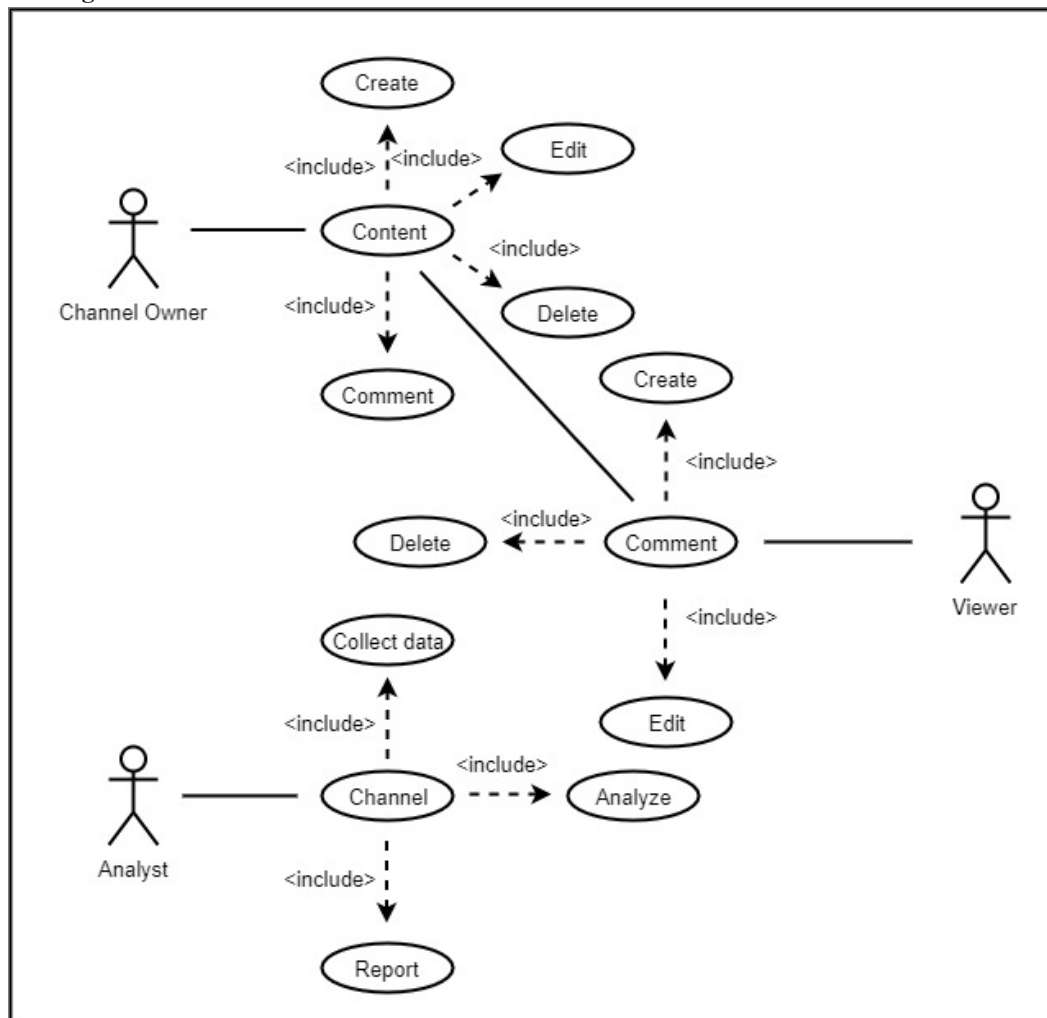 Create
<include>
<include>
Edit
Content
<include>
Channel Owner
<include>
Delete
Comment
Create
<include>
<include>
Delete
Comment
Viewer
<include>
Collect data
<include>
Edit
<include>
Channel
Analyze
Analyst
<include>
Report